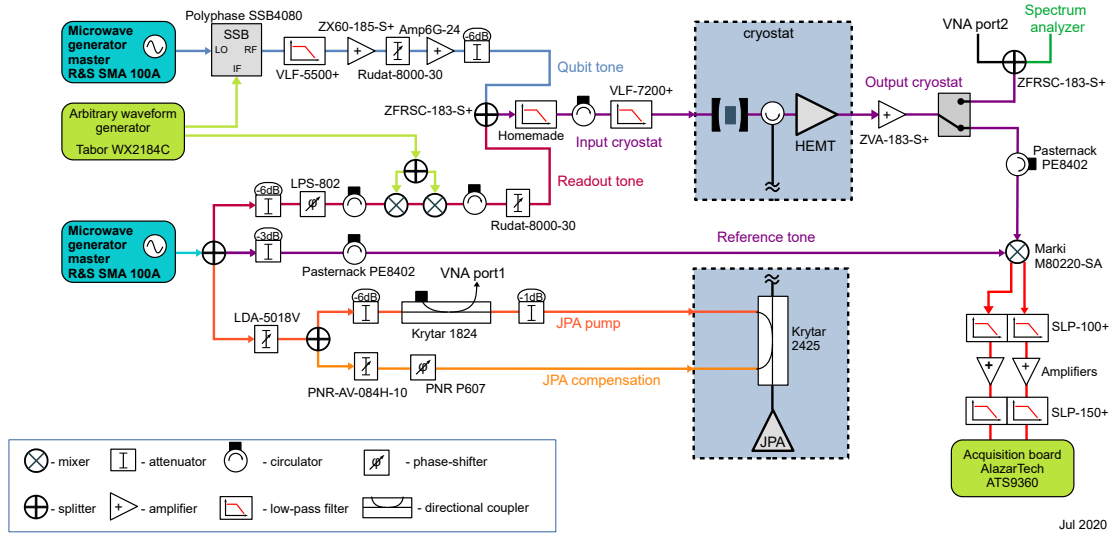 Polyphase SSB4080
Microwave
generator
master
R&S SMA 100A
SSB
LO
RF
IF
VLF-5500+
ZX60-185-S+
Rudat-8000-30
Amp6G-24
-6dB
Qubit tone
Arbitrary waveform
generator
Tabor WX2184C
ZFRSC-183-S+
Homemade
VLF-7200+
Input cryostat
cryostat
HEMT
Output cryostat
ZVA-183-S+
VNA
port2
Spectrum
analyzer
ZFRSC-183-S+
Pasternack
PE8402
Readout tone
-6dB
LPS-802
φ
Rudat-8000-30
Microwave
generator
master
R&S SMA 100A
-3dB
Pasternack PE8402
Reference tone
Marki
M80220-SA
VNA port1
LDA-5018V
-6dB
Krytar 1824
-1dB
JPA pump
PNR-AV-084H-10
φ
PNR P607
JPA compensation
Krytar
2425
JPA
SLP-100+
Amplifiers
SLP-150+
Acquisition board
AlazarTech
ATS9360
- mixer
- attenuator
- circulator
φ
- phase-shifter
- splitter
- amplifier
- low-pass filter
- directional coupler
Jul 2020